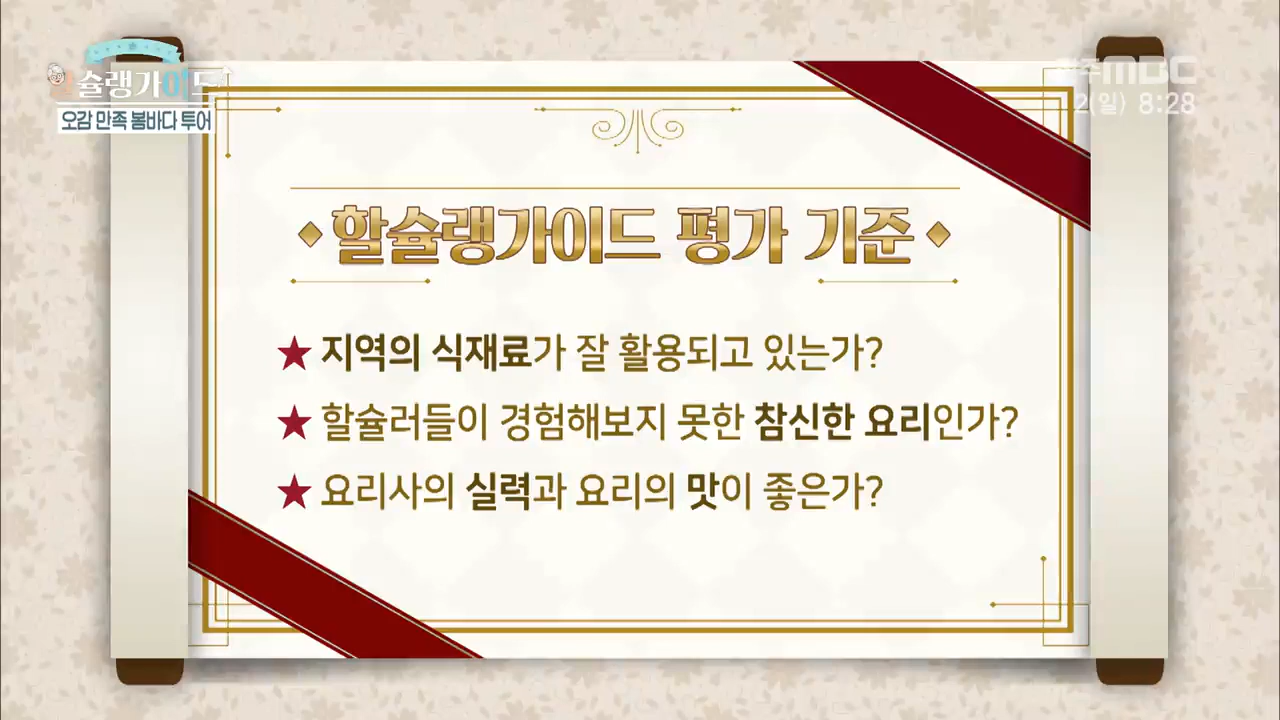 슐랭가이드
오감 만족 봄바다 투어
MBC
2(일) 8:28
할슐랭가이드 평가 기준
★ 지역의 식재료가 잘 활용되고 있는가?
★ 할슐러들이 경험해보지 못한 참신한 요리인가?
★ 요리사의 실력과 요리의 맛이 좋은가?